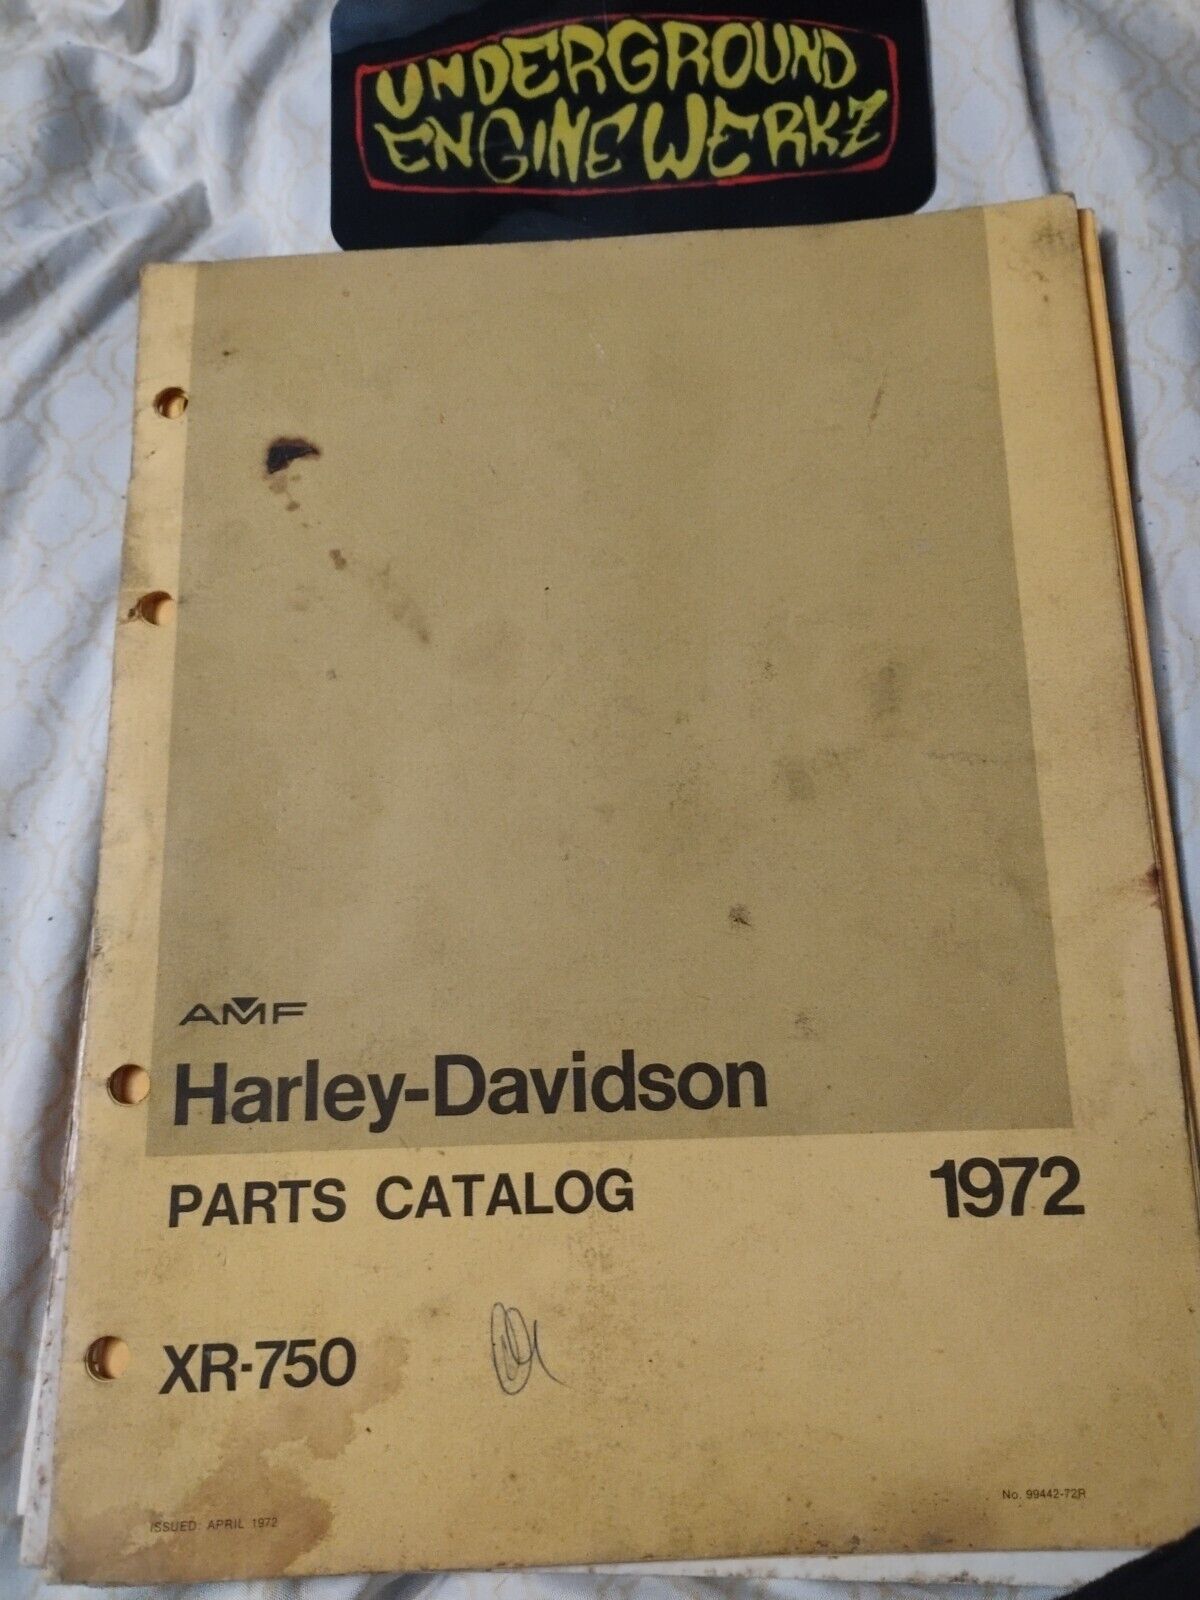 UNDERGROUND
ENGINE WERKZ
AMF
Harley-Davidson
PARTS CATALOG 1972
XR-750
No. 99442-72R
ISSUED: APRIL 1972